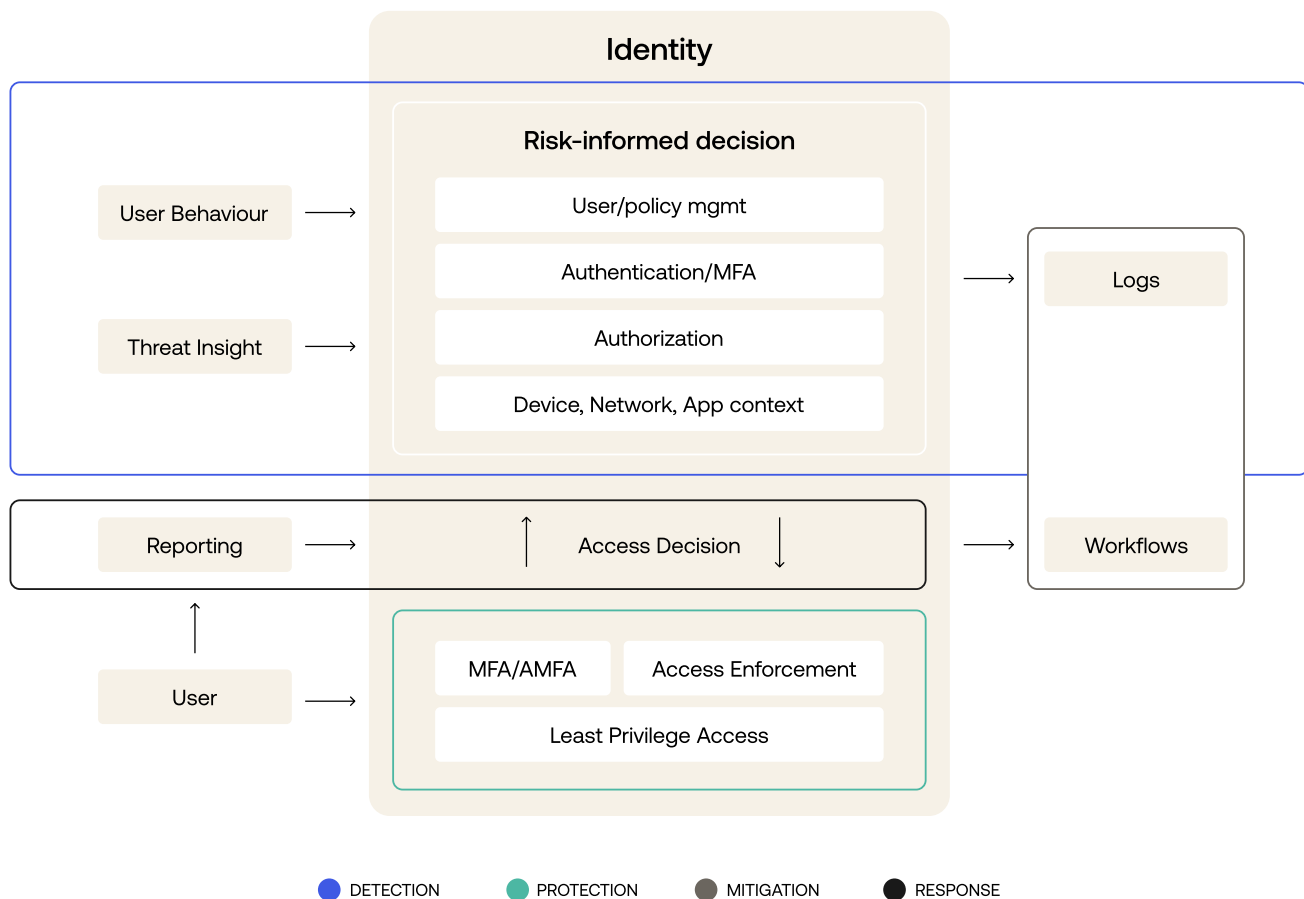 Identity
Risk-informed decision
User Behaviour
User/policy mgmt
Authentication/MFA
Logs
Threat Insight
Authorization
Device, Network, App context
Reporting
Access Decision
Workflows
User
MFA/AMFA
Access Enforcement
Least Privilege Access
DETECTION
PROTECTION
MITIGATION
RESPONSE